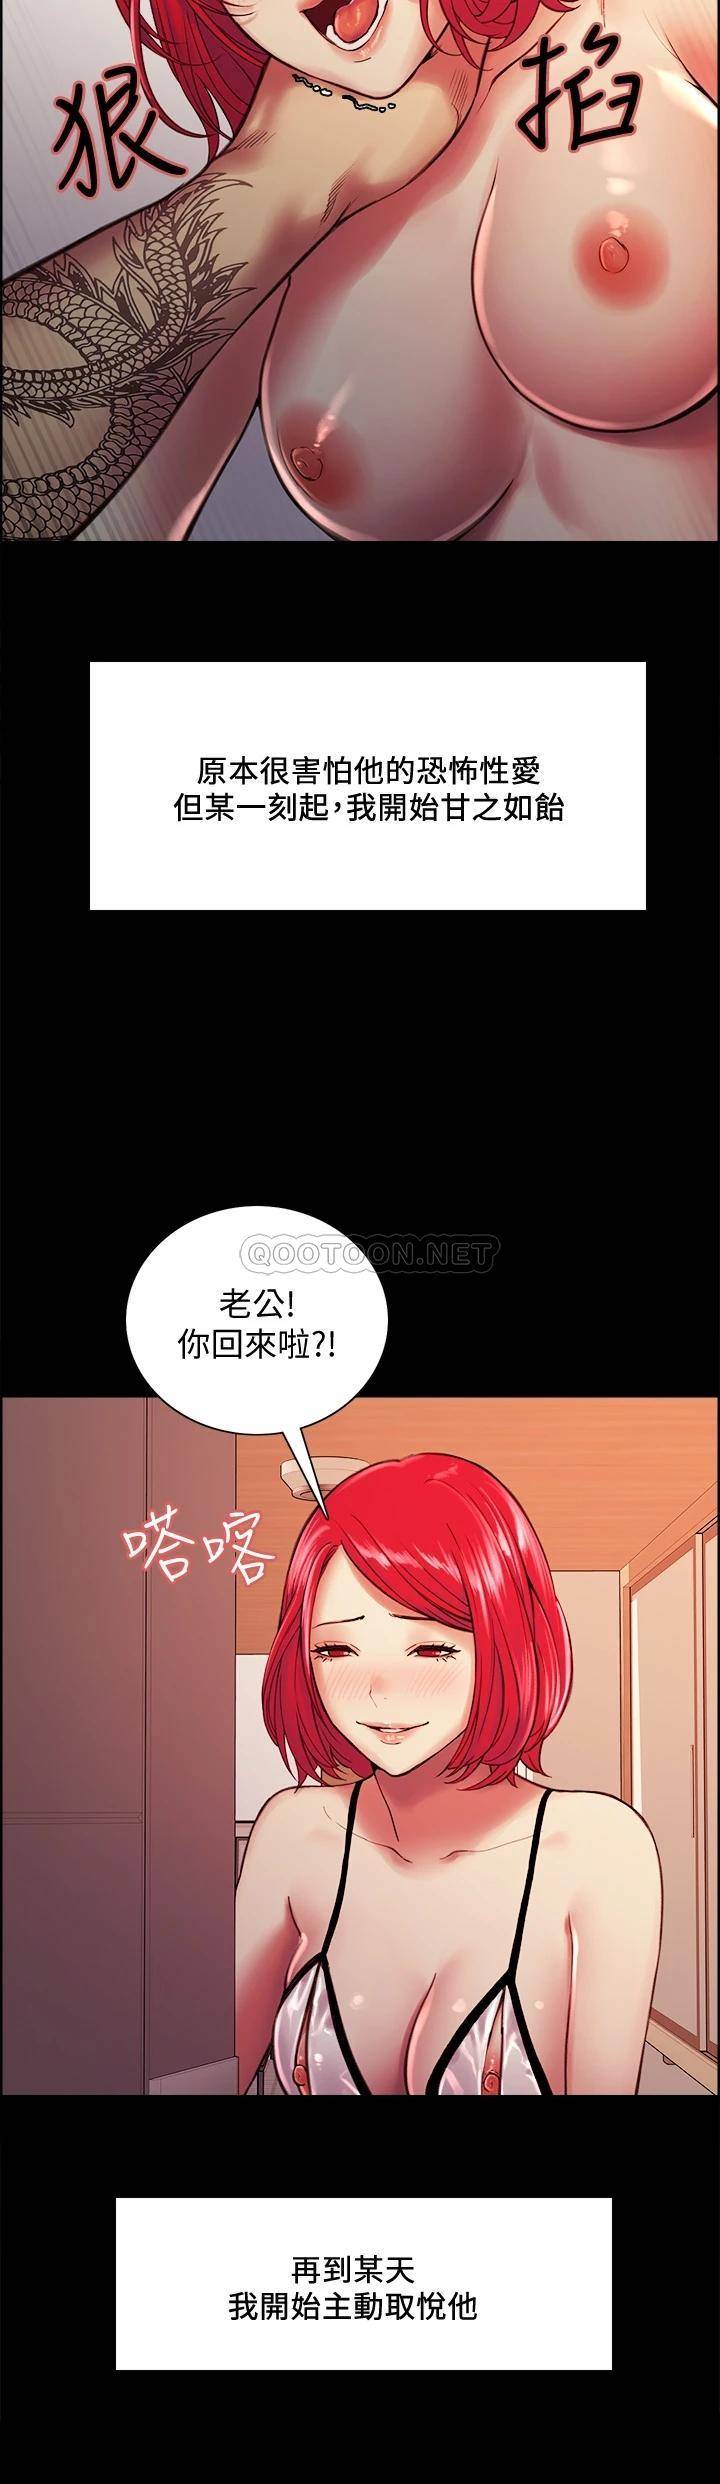 狠
掐
原本很害怕他的恐怖性愛
但某一刻起,我開始甘之如飴
QOOTOON.NET
老公!
你回來啦?!
嗒喀
再到某天
我開始主動取悅他